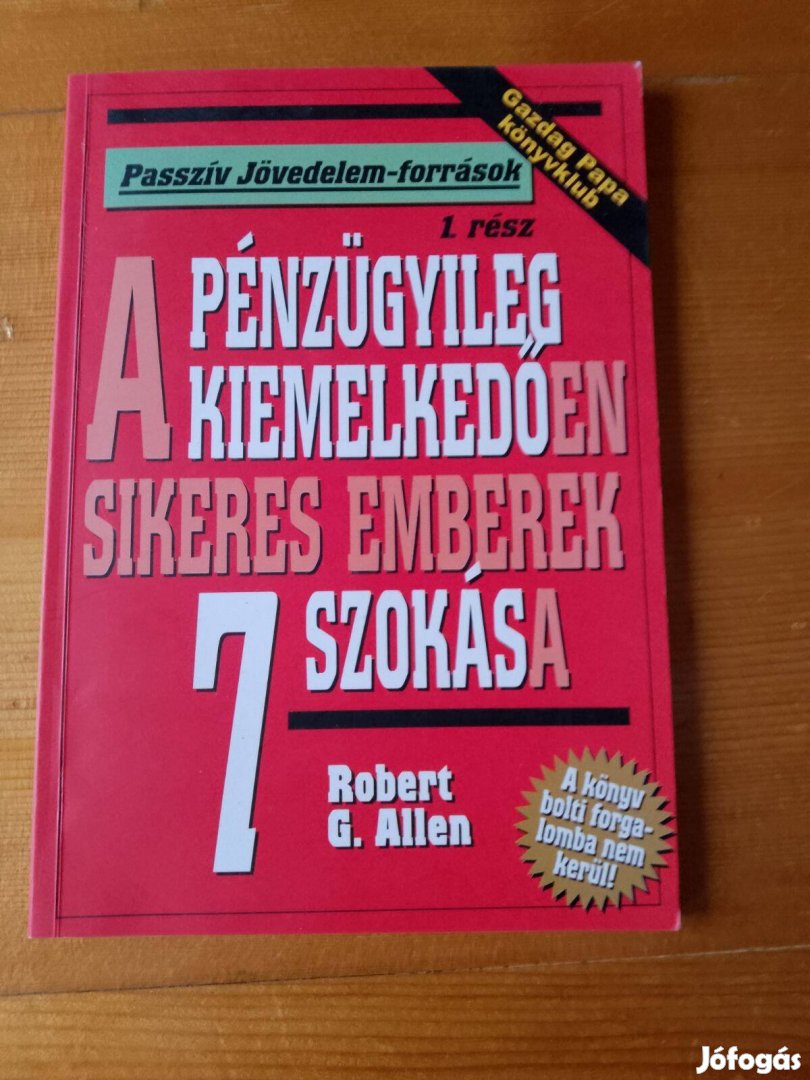 Gazdag Papa
könyvklub
Passzív Jövedelem-források
1. rész
A PÉNZÜGYILEG
KIEMELKEDŐEN
SIKERES EMBEREK
7 SZOKÁSA
Robert
G. Allen
A könyv
bolti forga-
lomba nem
kerül!
Jófogás